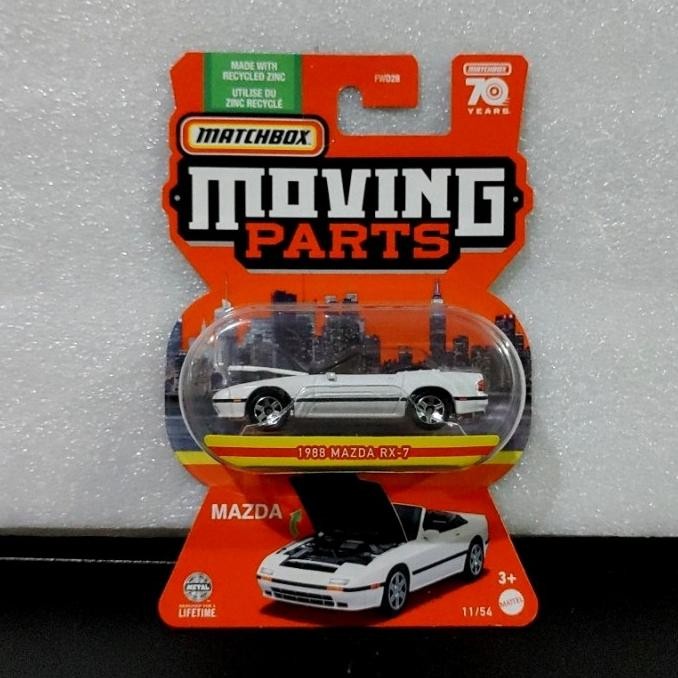 MADE WITH
RECYCLED ZINC
UTILISE DU
ZINC RECYCLÉ
FWD28
MATCHBOX
70
YEARS
MATCHBOX
MOVING
PARTS
1988 MAZDA RX-7
MAZDA
METAL
LIFETIME
3+
11/54
MATTEL